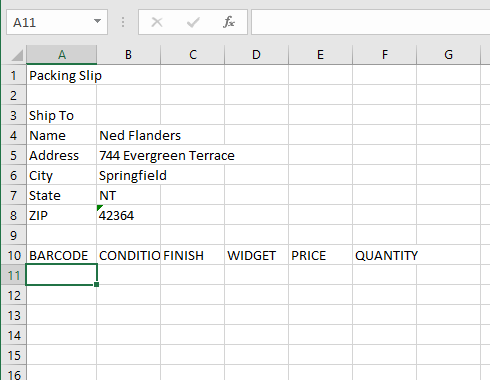 A11
fx
A B C D E F G
1 Packing Slip
2
3 Ship To
4 Name Ned Flanders
5 Address 744 Evergreen Terrace
6 City Springfield
7 State NT
8 ZIP 42364
9
10 BARCODE CONDITIO FINISH WIDGET PRICE QUANTITY
11
12
13
14
15
16